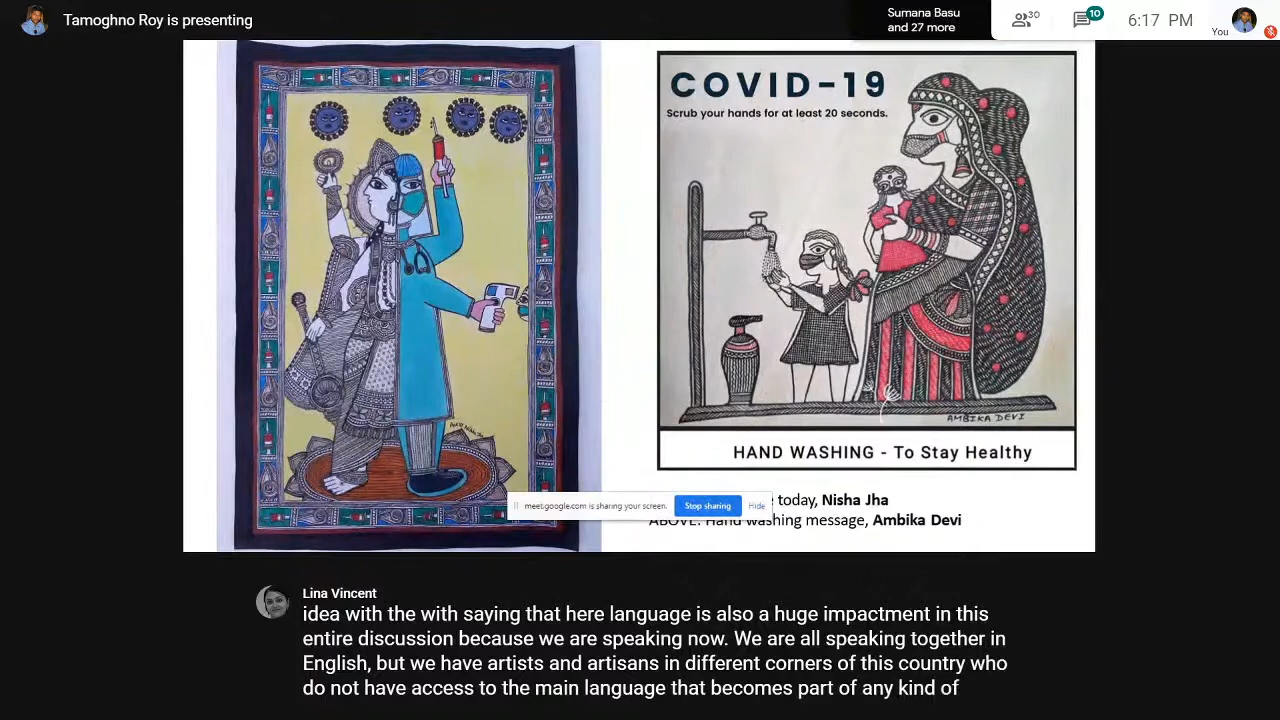 Tamoghno Roy is presenting
Sumana Basu
and 27 more
30
10
6:17 PM
You
COVID-19
Scrub your hands for at least 20 seconds.
AMBIKA DEVI
HAND WASHING - To Stay Healthy
today, Nisha Jha
meet.google.com is sharing your screen.
Stop sharing
Hide
ABOVE: Hand washing message, Ambika Devi
Lina Vincent
idea with the with saying that here language is also a huge impactment in this
entire discussion because we are speaking now. We are all speaking together in
English, but we have artists and artisans in different corners of this country who
do not have access to the main language that becomes part of any kind of